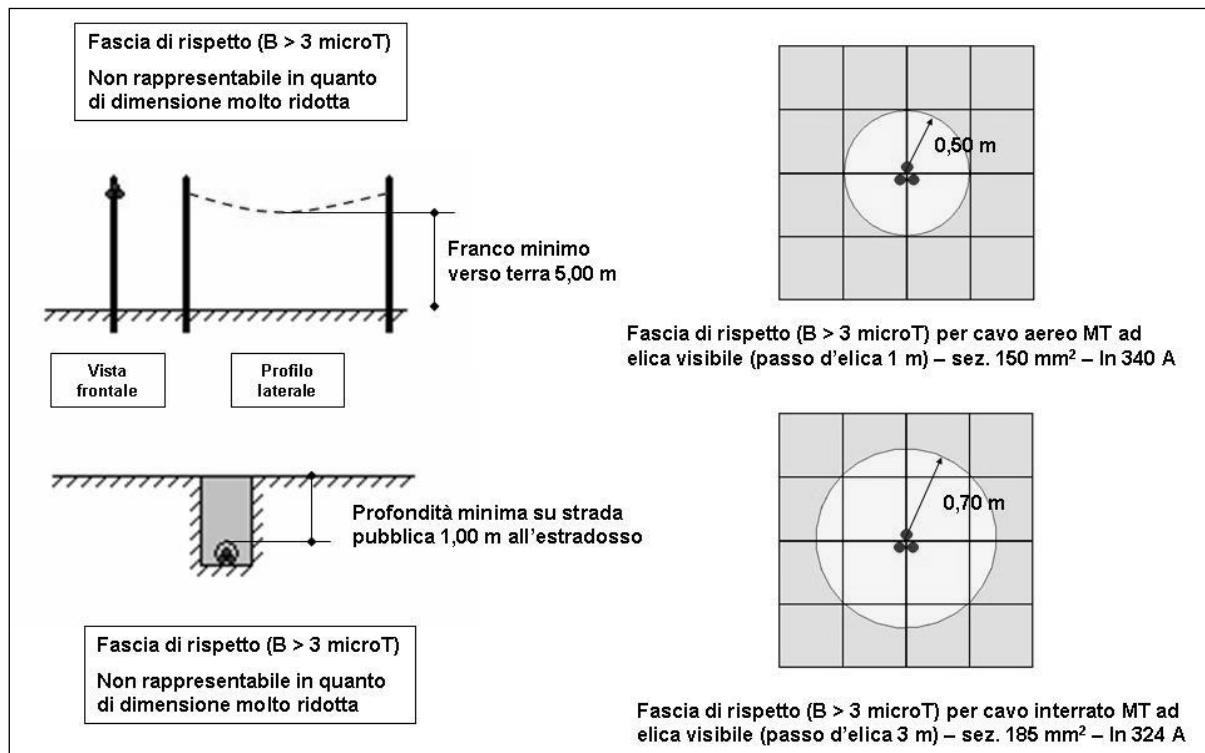 Fascia di rispetto (B > 3 microT)
Non rappresentabile in quanto
di dimensione molto ridotta
Franco minimo
verso terra 5,00 m
Vista
frontale
Profilo
laterale
Profondità minima su strada
pubblica 1,00 m all'estradosso
Fascia di rispetto (B > 3 microT)
Non rappresentabile in quanto
di dimensione molto ridotta
0,50 m
Fascia di rispetto (B > 3 microT) per cavo aereo MT ad
elica visibile (passo d'elica 1 m) – sez. 150 mm² – In 340 A
0,70 m
Fascia di rispetto (B > 3 microT) per cavo interrato MT ad
elica visibile (passo d'elica 3 m) – sez. 185 mm² – In 324 A